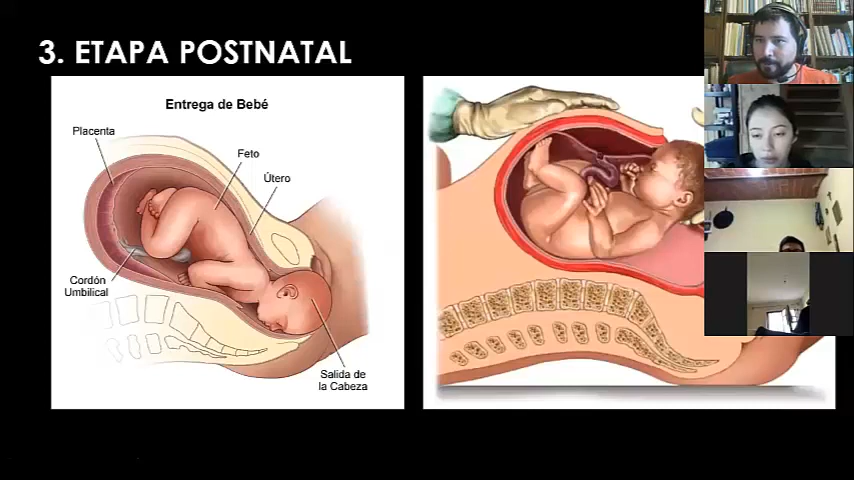 3. ETAPA POSTNATAL
Entrega de Bebé
Placenta
Feto
Útero
Cordón
Umbilical
Salida de
la Cabeza